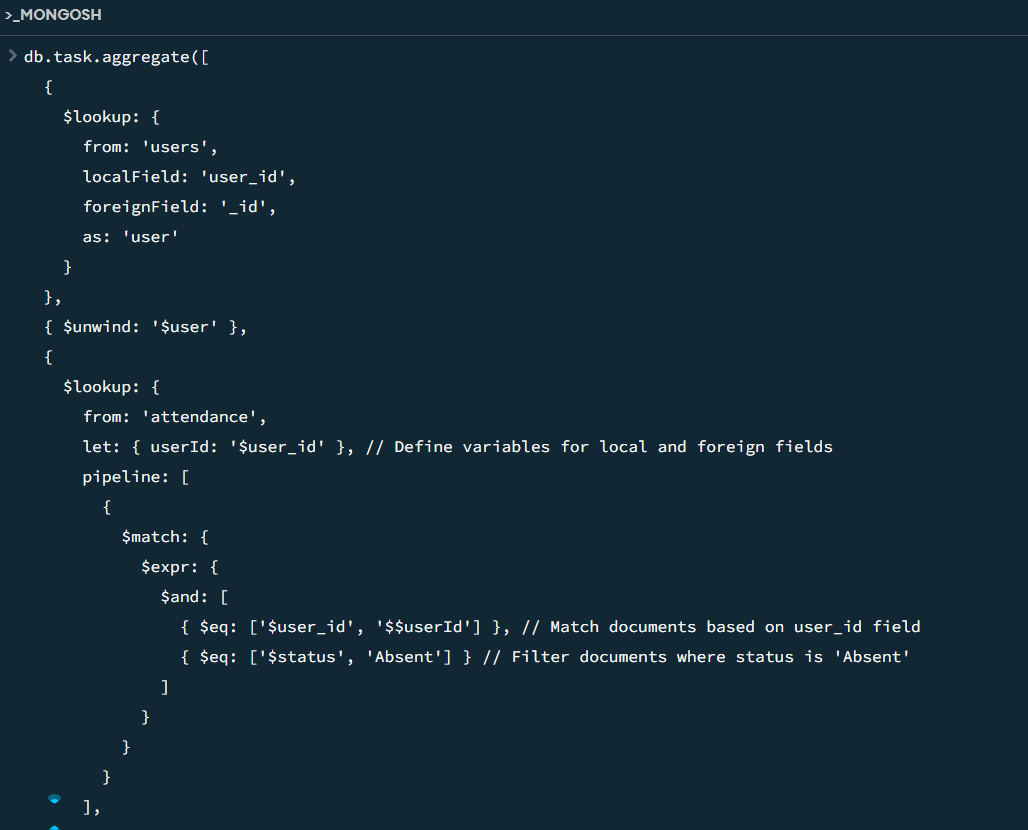 >_MONGOSH
> db.task.aggregate([
{
$lookup: {
from: 'users',
localField: 'user_id',
foreignField: '_id',
as: 'user'
}
},
{ $unwind: '$user' },
{
$lookup: {
from: 'attendance',
let: { userId: '$user_id' }, // Define variables for local and foreign fields
pipeline: [
{
$match: {
$expr: {
$and: [
{ $eq: ['$user_id', '$$userId'] }, // Match documents based on user_id field
{ $eq: ['$status', 'Absent'] } // Filter documents where status is 'Absent'
]
}
}
}
],